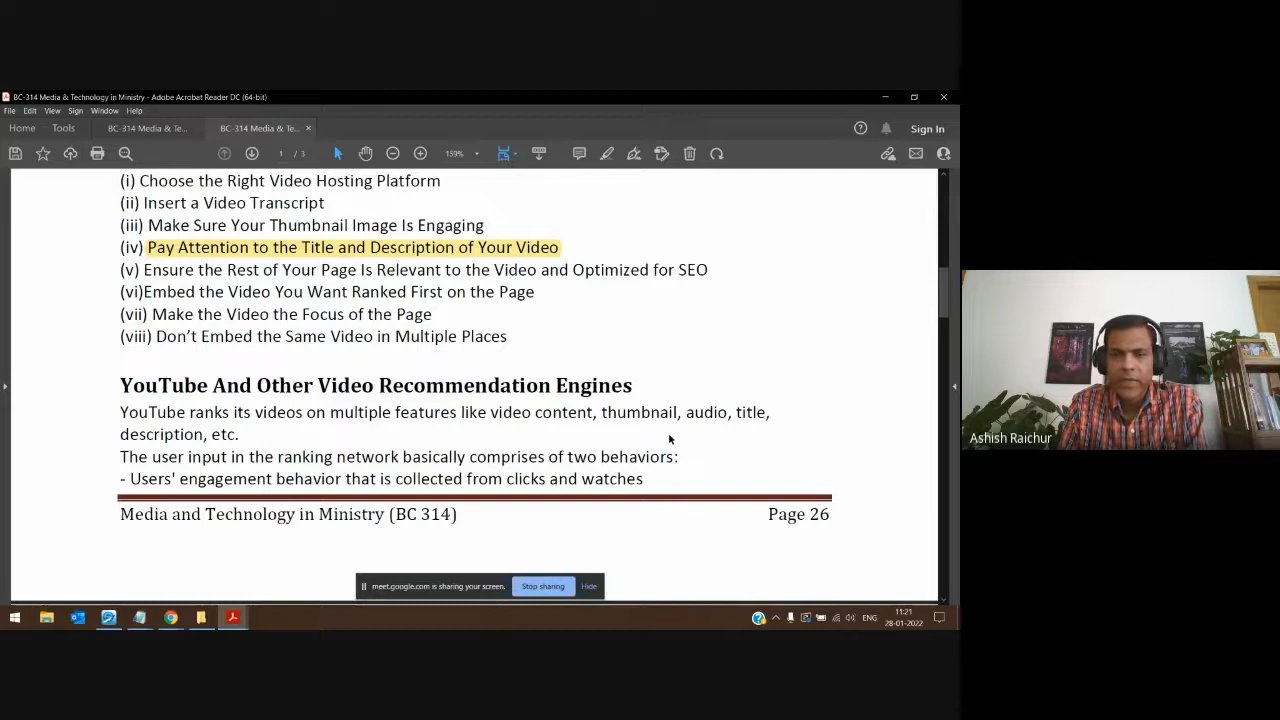 BC-314 Media & Technology in Ministry - Adobe Acrobat Reader DC (64-bit)
File Edit View Sign Window Help
Home Tools BC-314 Media & Te... BC-314 Media & Te... × Sign In
1 / 3 159%
(i) Choose the Right Video Hosting Platform
(ii) Insert a Video Transcript
(iii) Make Sure Your Thumbnail Image Is Engaging
(iv) Pay Attention to the Title and Description of Your Video
(v) Ensure the Rest of Your Page Is Relevant to the Video and Optimized for SEO
(vi)Embed the Video You Want Ranked First on the Page
(vii) Make the Video the Focus of the Page
(viii) Don’t Embed the Same Video in Multiple Places
YouTube And Other Video Recommendation Engines
YouTube ranks its videos on multiple features like video content, thumbnail, audio, title,
description, etc.
The user input in the ranking network basically comprises of two behaviors:
- Users' engagement behavior that is collected from clicks and watches
Media and Technology in Ministry (BC 314) Page 26
meet.google.com is sharing your screen. Stop sharing Hide
ENG 11:21
28-01-2022
Ashish Raichur